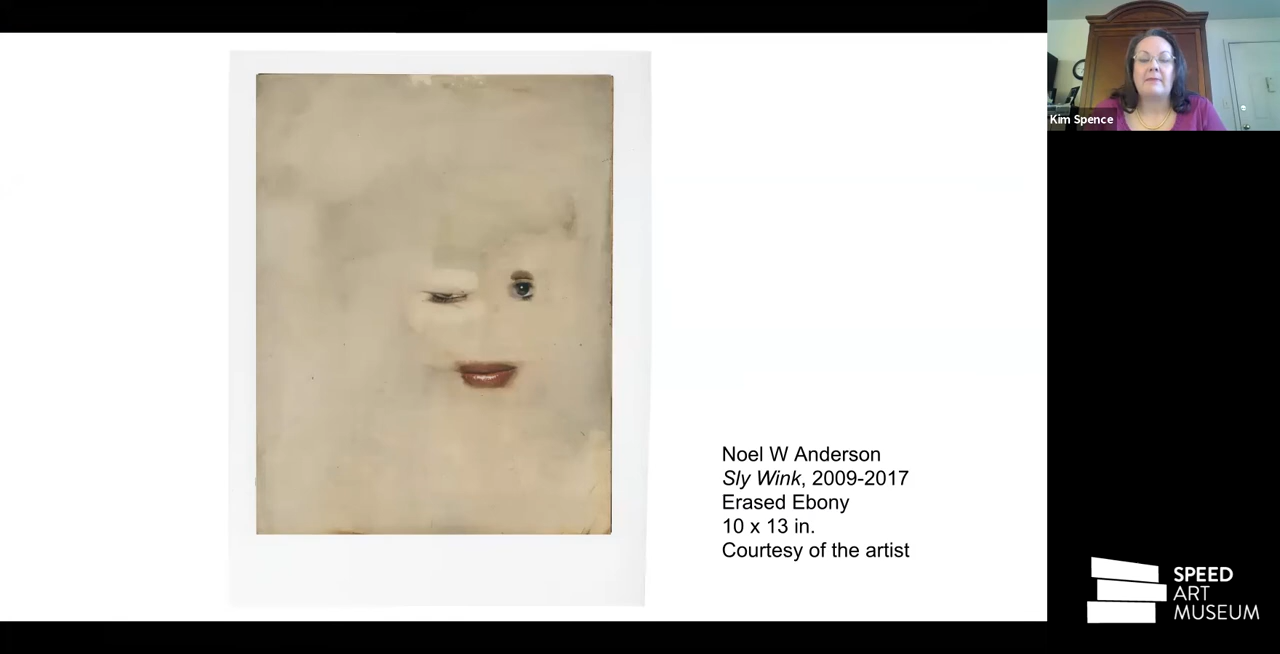 Kim Spence
Noel W Anderson
Sly Wink, 2009-2017
Erased Ebony
10 x 13 in.
Courtesy of the artist
SPEED
ART
MUSEUM